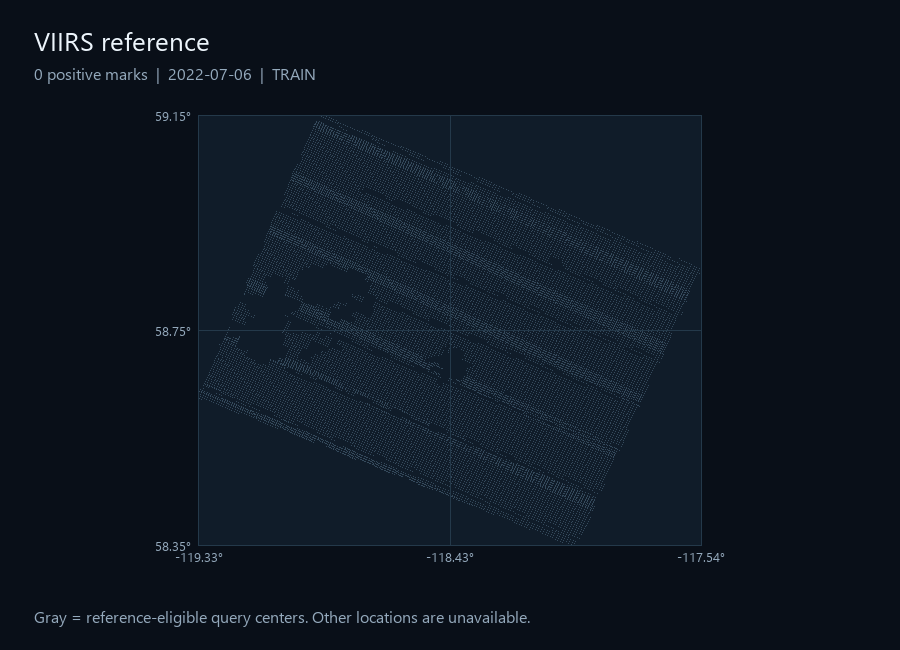 VIIRS reference
0 positive marks | 2022-07-06 | TRAIN
59.15°
58.75°
58.35°
-119.33° -118.43° -117.54°
Gray = reference-eligible query centers. Other locations are unavailable.